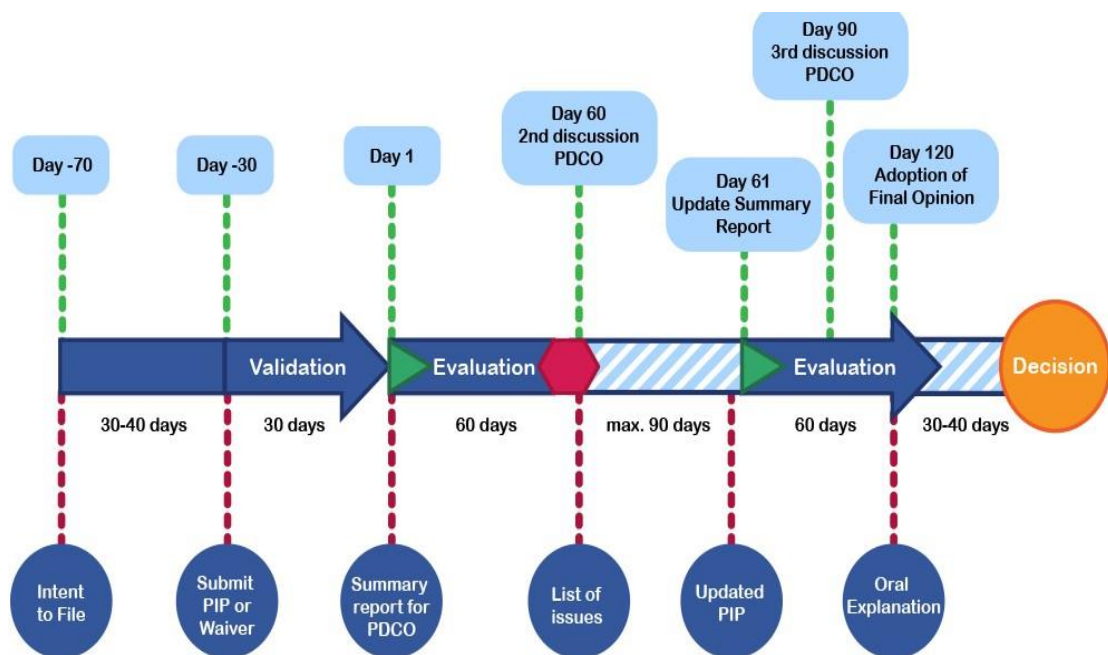 Day 90
3rd discussion
PDCO
Day 60
2nd discussion
PDCO
Day -70
Day -30
Day 1
Day 120
Adoption of
Final Opinion
Day 61
Update Summary
Report
Validation
Evaluation
Evaluation
Decision
30-40 days
30 days
60 days
max. 90 days
60 days
30-40 days
Intent
to File
Submit
PIP or
Waiver
Summary
report for
PDCO
List of
issues
Updated
PIP
Oral
Explanation